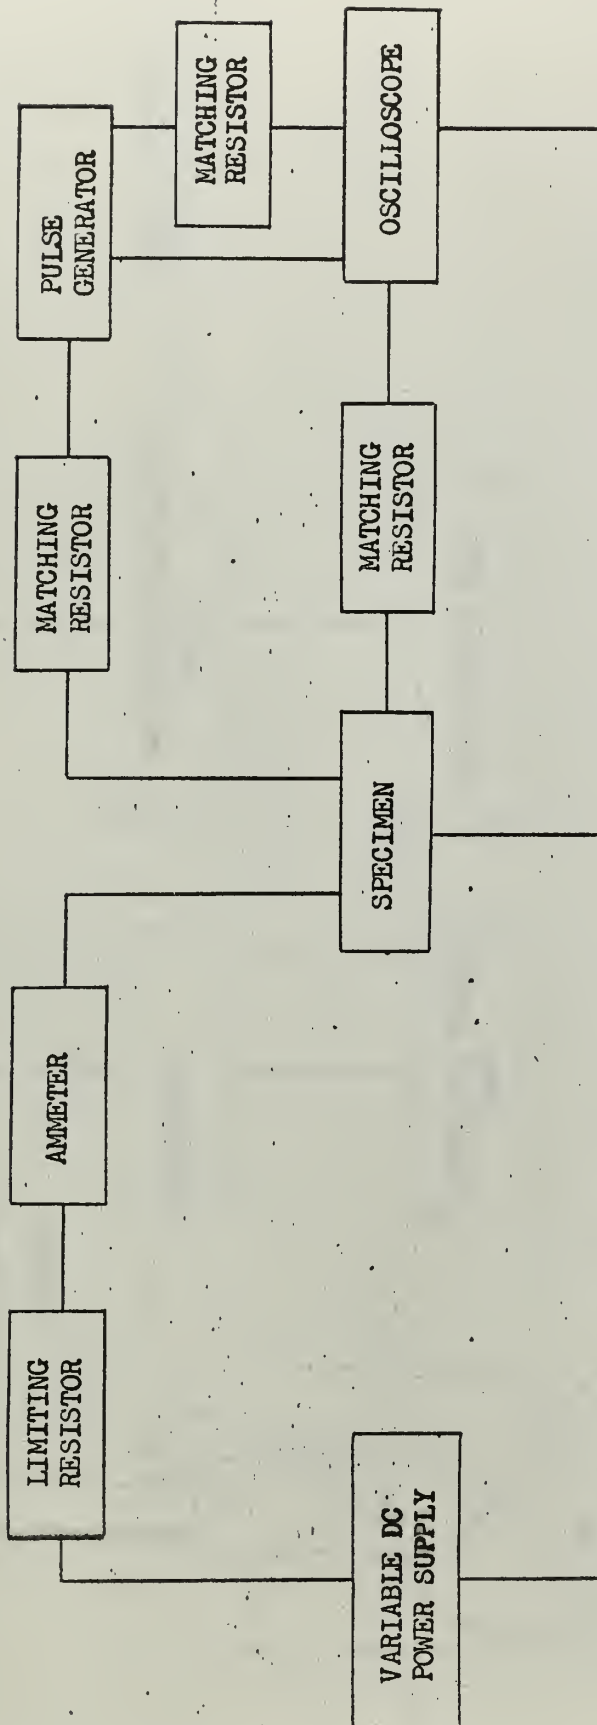 LIMITING
RESISTOR
AMMETER
MATCHING
RESISTOR
PULSE
GENERATOR
MATCHING
RESISTOR
VARIABLE DC
POWER SUPPLY
SPECIMEN
MATCHING
RESISTOR
OSCILLOSCOPE